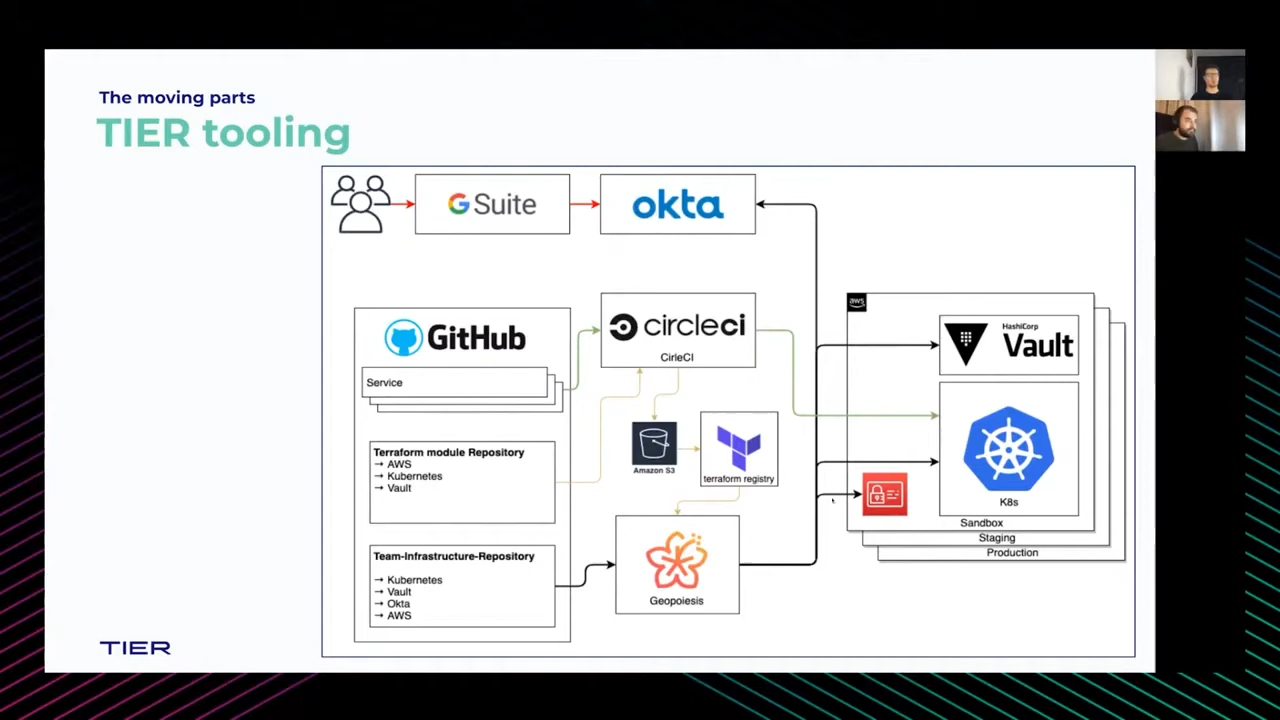 The moving parts
TIER tooling
G Suite
okta
aws
GitHub
circleci
CirleCI
HashiCorp
Vault
Service
Terraform module Repository
→ AWS
→ Kubernetes
→ Vault
Amazon S3
terraform registry
K8s
Sandbox
Staging
Production
Team-Infrastructure-Repository
→ Kubernetes
→ Vault
→ Okta
→ AWS
Geopoiesis
TIER